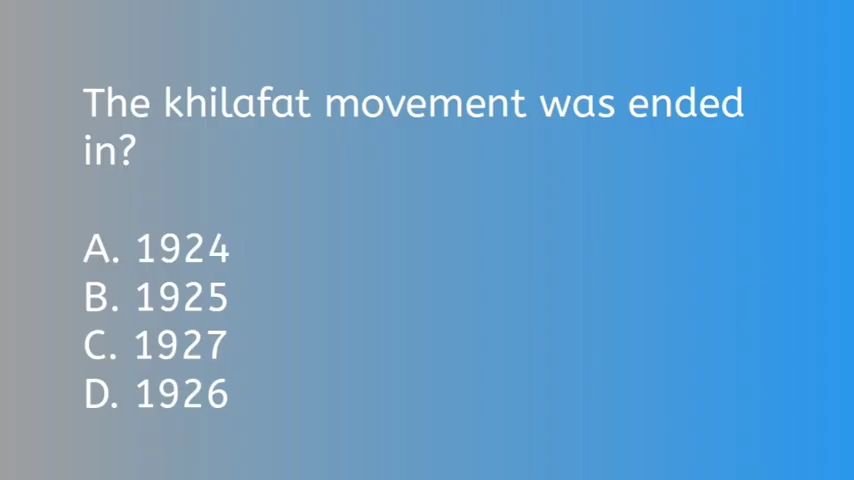 The khilafat movement was ended
in?
A. 1924
B. 1925
C. 1927
D. 1926